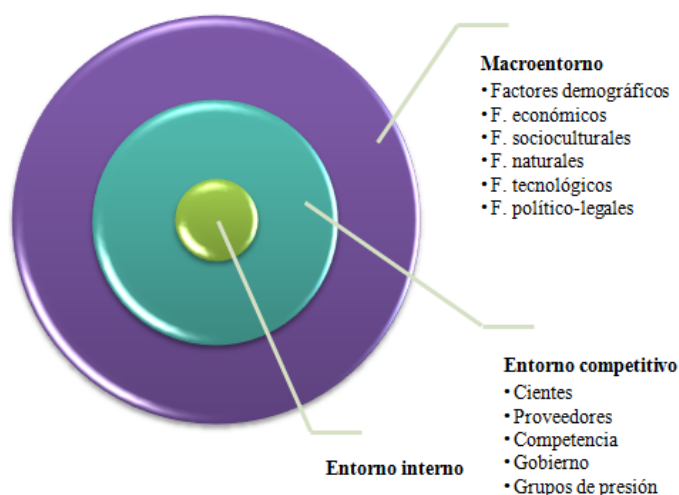 Macroentorno
• Factores demográficos
• F. económicos
• F. socioculturales
• F. naturales
• F. tecnológicos
• F. político-legales
Entorno competitivo
• Cientes
• Proveedores
• Competencia
• Gobierno
• Grupos de presión
Entorno interno